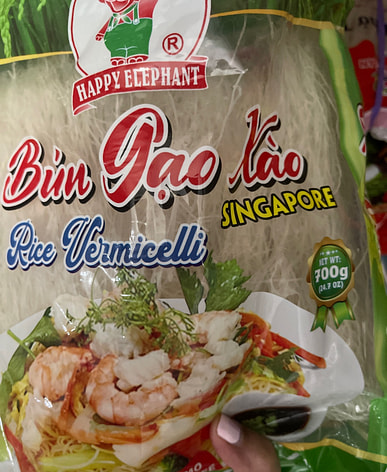 ®
HAPPY ELEPHANT
Bún Gạo Xào
SINGAPORE
Rice Vermicelli
NET WT:
700g
(24.7 OZ)